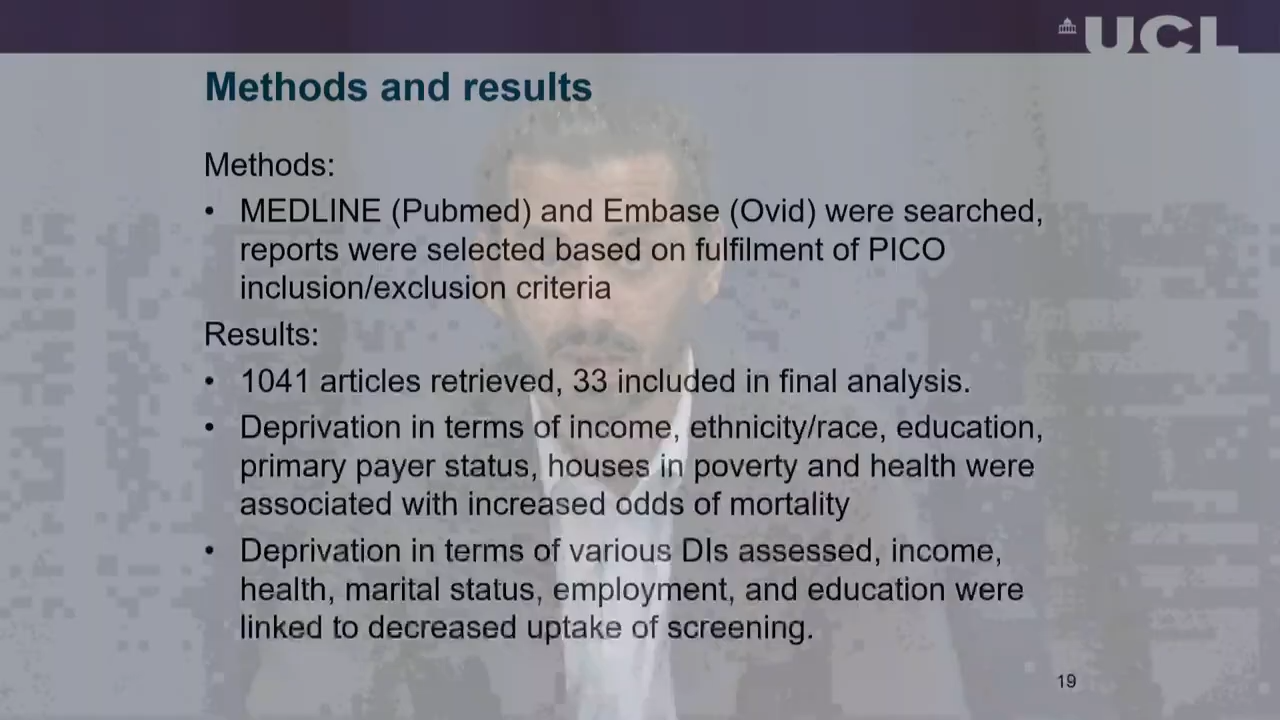 UCL
Methods and results
Methods:
• MEDLINE (Pubmed) and Embase (Ovid) were searched,
reports were selected based on fulfilment of PICO
inclusion/exclusion criteria
Results:
• 1041 articles retrieved, 33 included in final analysis.
• Deprivation in terms of income, ethnicity/race, education,
primary payer status, houses in poverty and health were
associated with increased odds of mortality
• Deprivation in terms of various DIs assessed, income,
health, marital status, employment, and education were
linked to decreased uptake of screening.
19